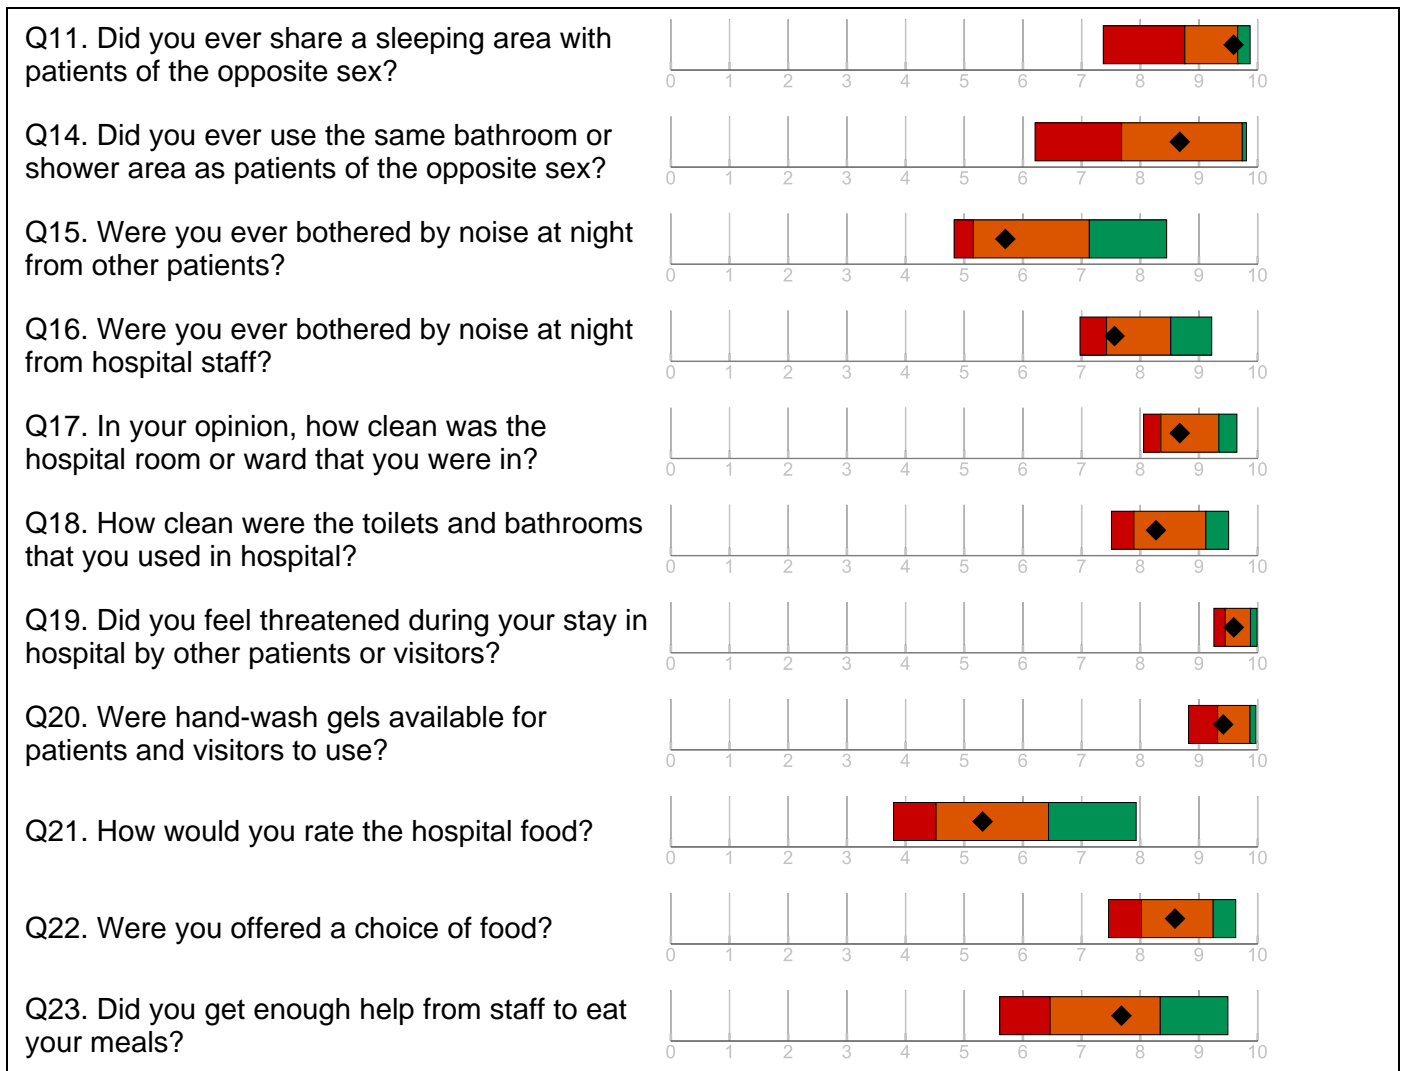 Q11. Did you ever share a sleeping area with
patients of the opposite sex?
0 1 2 3 4 5 6 7 8 9 10
Q14. Did you ever use the same bathroom or
shower area as patients of the opposite sex?
0 1 2 3 4 5 6 7 8 9 10
Q15. Were you ever bothered by noise at night
from other patients?
0 1 2 3 4 5 6 7 8 9 10
Q16. Were you ever bothered by noise at night
from hospital staff?
0 1 2 3 4 5 6 7 8 9 10
Q17. In your opinion, how clean was the
hospital room or ward that you were in?
0 1 2 3 4 5 6 7 8 9 10
Q18. How clean were the toilets and bathrooms
that you used in hospital?
0 1 2 3 4 5 6 7 8 9 10
Q19. Did you feel threatened during your stay in
hospital by other patients or visitors?
0 1 2 3 4 5 6 7 8 9 10
Q20. Were hand-wash gels available for
patients and visitors to use?
0 1 2 3 4 5 6 7 8 9 10
Q21. How would you rate the hospital food?
0 1 2 3 4 5 6 7 8 9 10
Q22. Were you offered a choice of food?
0 1 2 3 4 5 6 7 8 9 10
Q23. Did you get enough help from staff to eat
your meals?
0 1 2 3 4 5 6 7 8 9 10